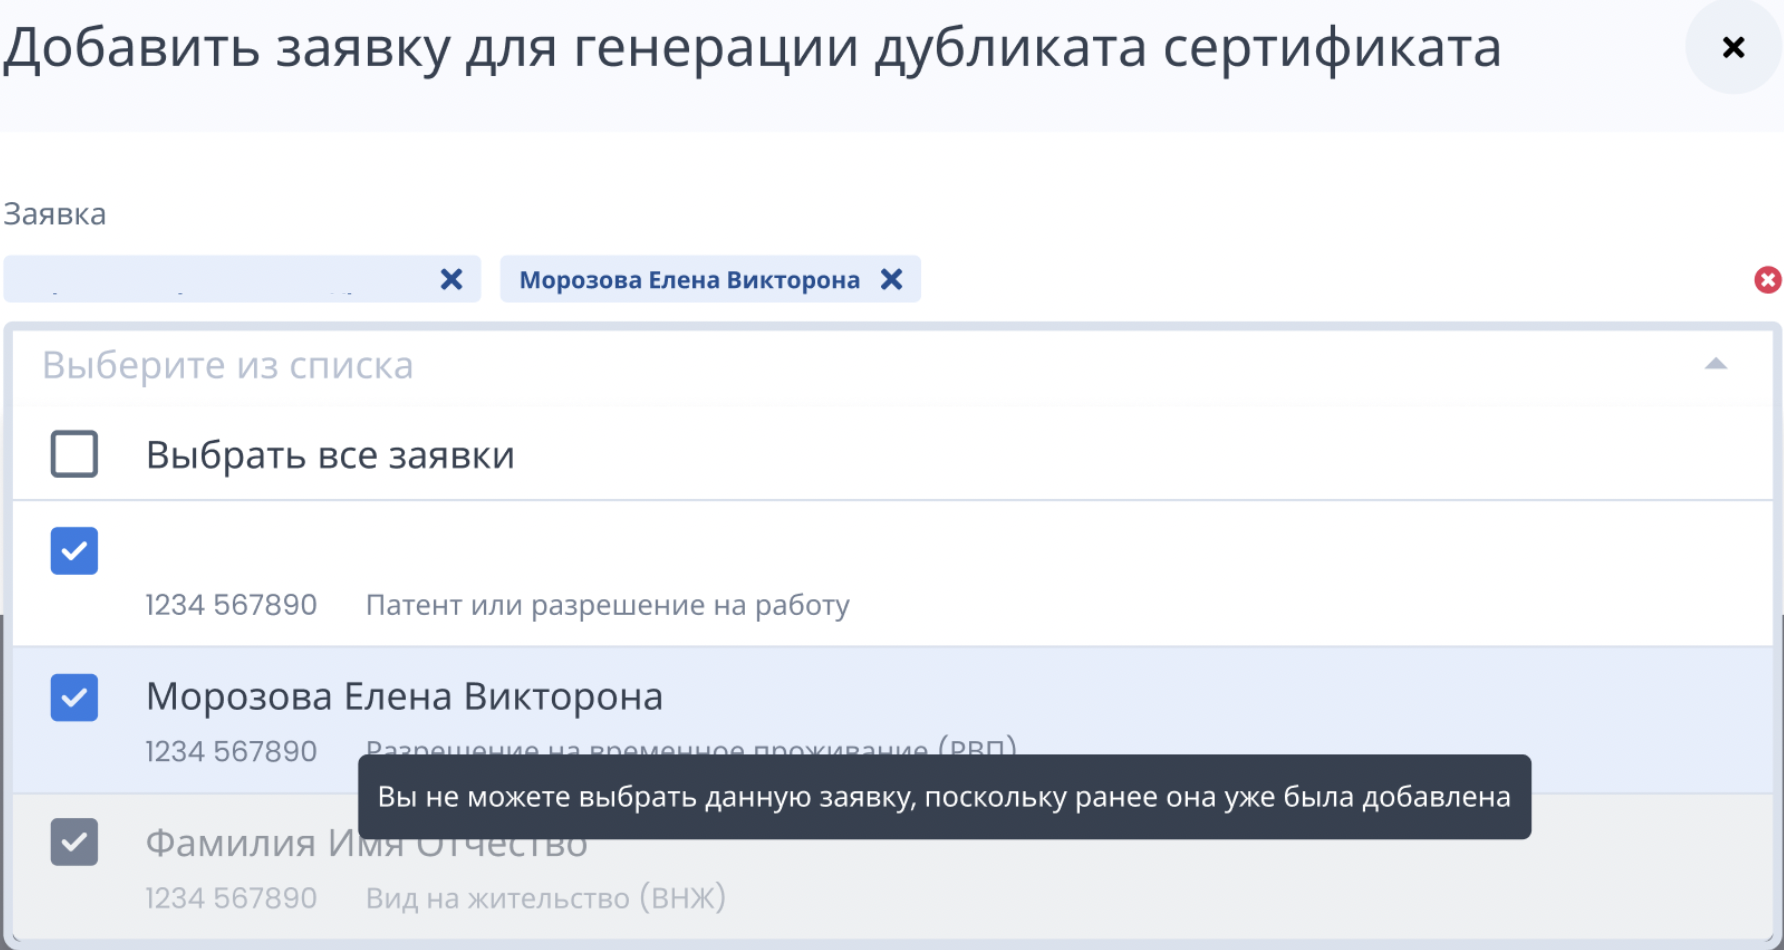 Добавить заявку для генерации дубликата сертификата
Заявка
Морозова Елена Викторона
Выберите из списка
Выбрать все заявки
1234 567890 Патент или разрешение на работу
Морозова Елена Викторона
1234 567890 Разрешение на временное проживание (РВП)
Вы не можете выбрать данную заявку, поскольку ранее она уже была добавлена
Фамилия Имя Отчество
1234 567890 Вид на жительство (ВНЖ)